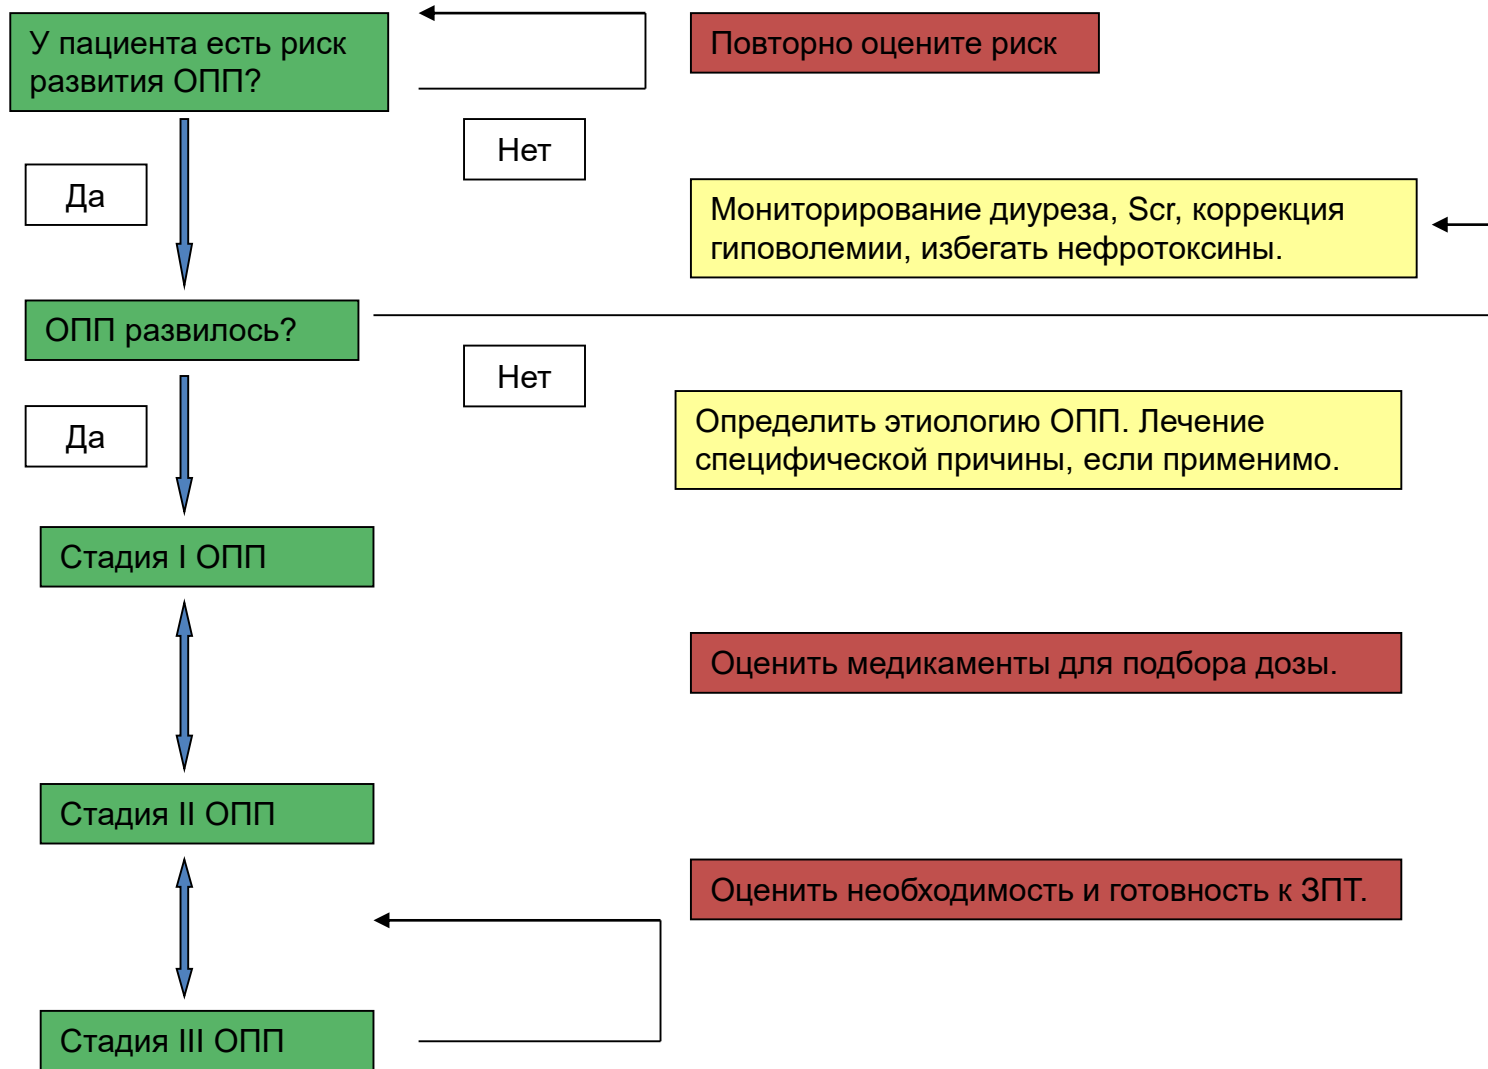 У пациента есть риск
развития ОПП?
Повторно оцените риск
Нет
Да
Мониторирование диуреза, Scr, коррекция
гиповолемии, избегать нефротоксины.
ОПП развилось?
Нет
Да
Определить этиологию ОПП. Лечение
специфической причины, если применимо.
Стадия I ОПП
Оценить медикаменты для подбора дозы.
Стадия II ОПП
Оценить необходимость и готовность к ЗПТ.
Стадия III ОПП